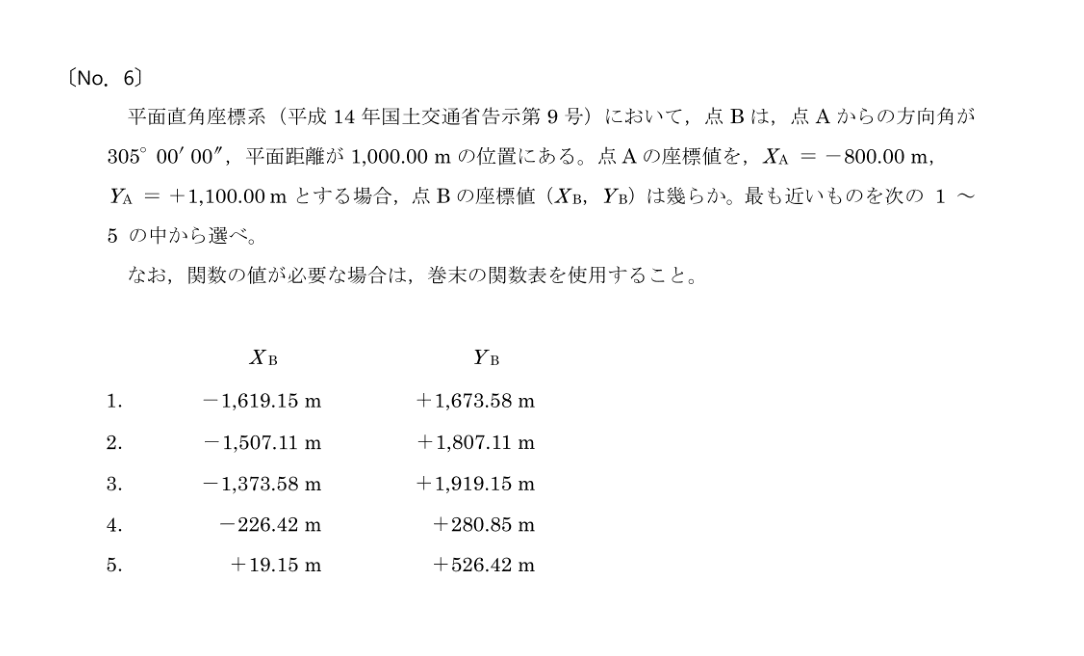 〔No. 6〕
平面直角座標系（平成 14 年国土交通省告示第 9 号）において，点 B は，点 A からの方向角が
305° 00′ 00″，平面距離が 1,000.00 m の位置にある。点 A の座標値を，XA ＝ －800.00 m，
YA ＝ ＋1,100.00 m とする場合，点 B の座標値（XB，YB）は幾らか。最も近いものを次の 1 ～
5 の中から選べ。
なお，関数の値が必要な場合は，巻末の関数表を使用すること。
XB YB
1. －1,619.15 m ＋1,673.58 m
2. －1,507.11 m ＋1,807.11 m
3. －1,373.58 m ＋1,919.15 m
4. －226.42 m ＋280.85 m
5. ＋19.15 m ＋526.42 m